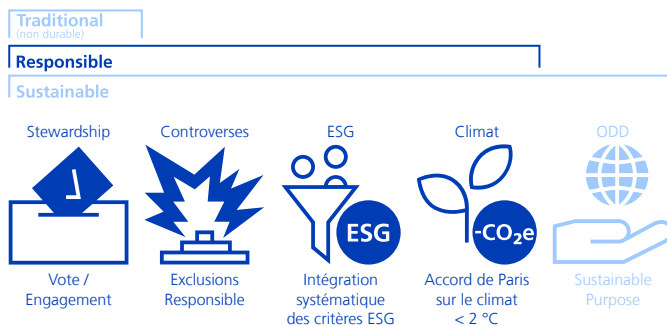 Traditional
(non durable)
Responsible
Sustainable
Stewardship
Controverses
ESG
Climat
ODD
ESG
-CO₂e
Vote /
Engagement
Exclusions
Responsible
Intégration
systématique
des critères ESG
Accord de Paris
sur le climat
< 2 °C
Sustainable
Purpose